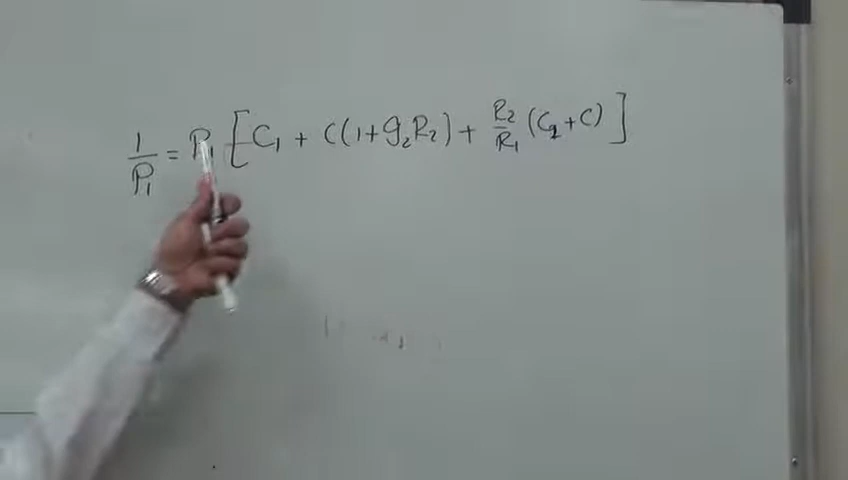 1/P₁ = R₁ [C₁ + C(1+g₂R₂) + R₂/R₁ (C₂+C)]